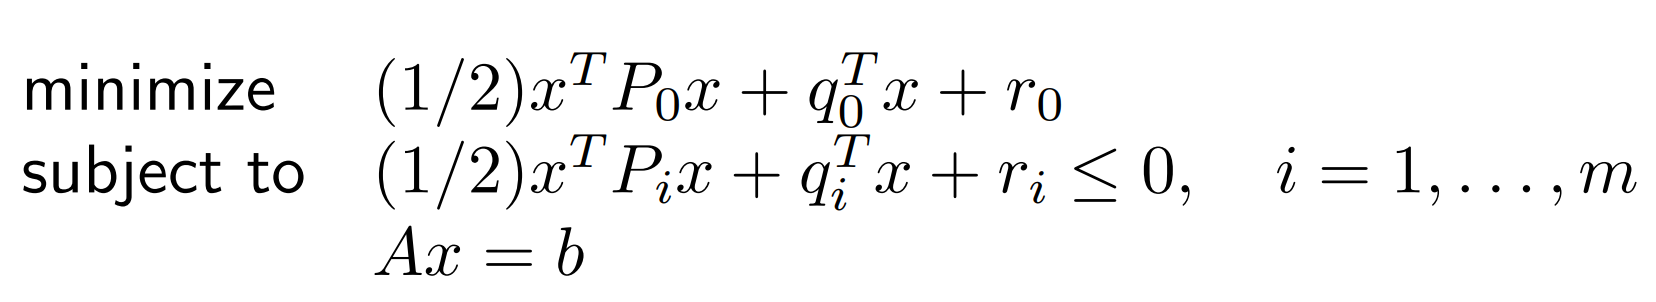 minimize (1/2)x^T P_0 x + q_0^T x + r_0
subject to (1/2)x^T P_i x + q_i^T x + r_i ≤ 0, i = 1, . . . , m
Ax = b